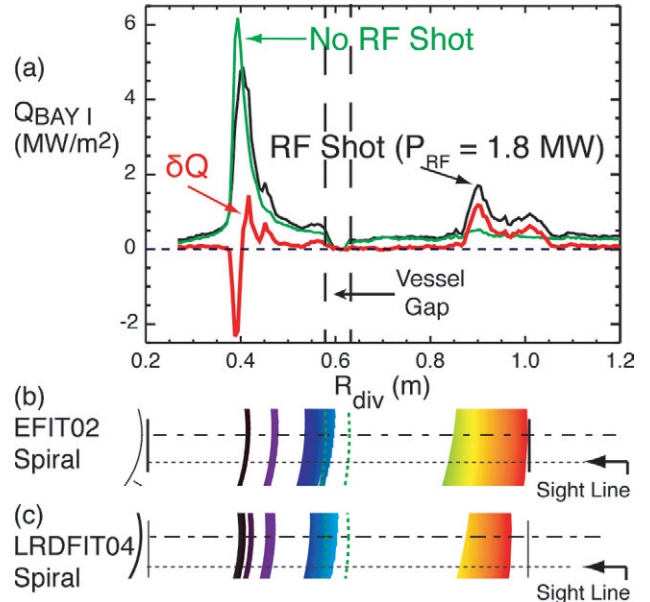 (a)
Q_BAY I
(MW/m2)
6
4
2
0
-2
No RF Shot
RF Shot (P_RF = 1.8 MW)
δQ
Vessel
Gap
0.2 0.4 0.6 0.8 1.0 1.2
R_div (m)
(b)
EFIT02
Spiral
Sight Line
(c)
LRDFIT04
Spiral
Sight Line